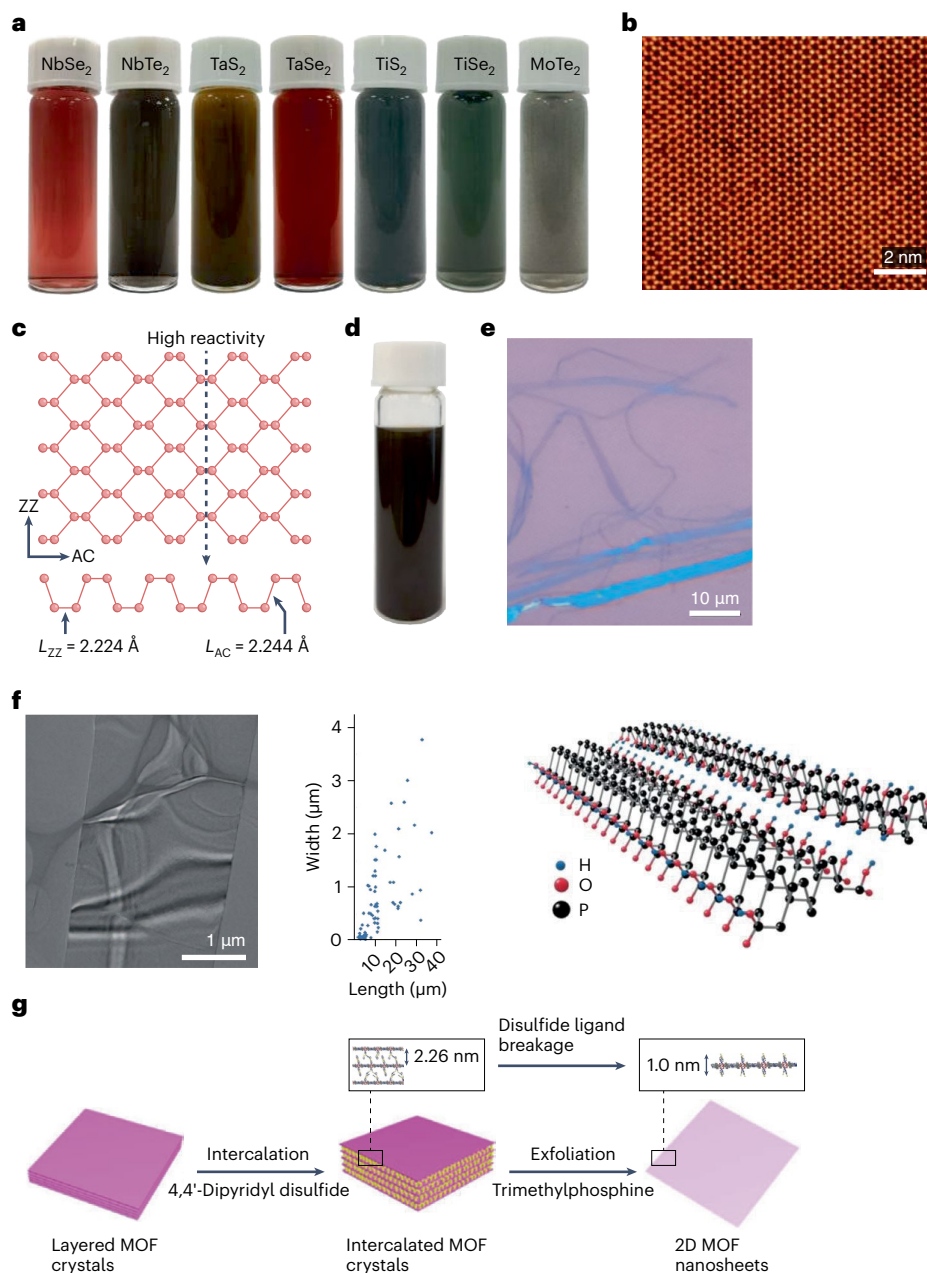 a
NbSe2 NbTe2 TaS2 TaSe2 TiS2 TiSe2 MoTe2
b
2 nm
c
High reactivity
ZZ
AC
LZZ = 2.224 Å
LAC = 2.244 Å
d
e
10 μm
f
1 μm
Width (μm)
4
3
2
1
0
10 20 30 40
Length (μm)
H
O
P
g
2.26 nm
Disulfide ligand
breakage
1.0 nm
Intercalation
4,4'-Dipyridyl disulfide
Exfoliation
Trimethylphosphine
Layered MOF
crystals
Intercalated MOF
crystals
2D MOF
nanosheets